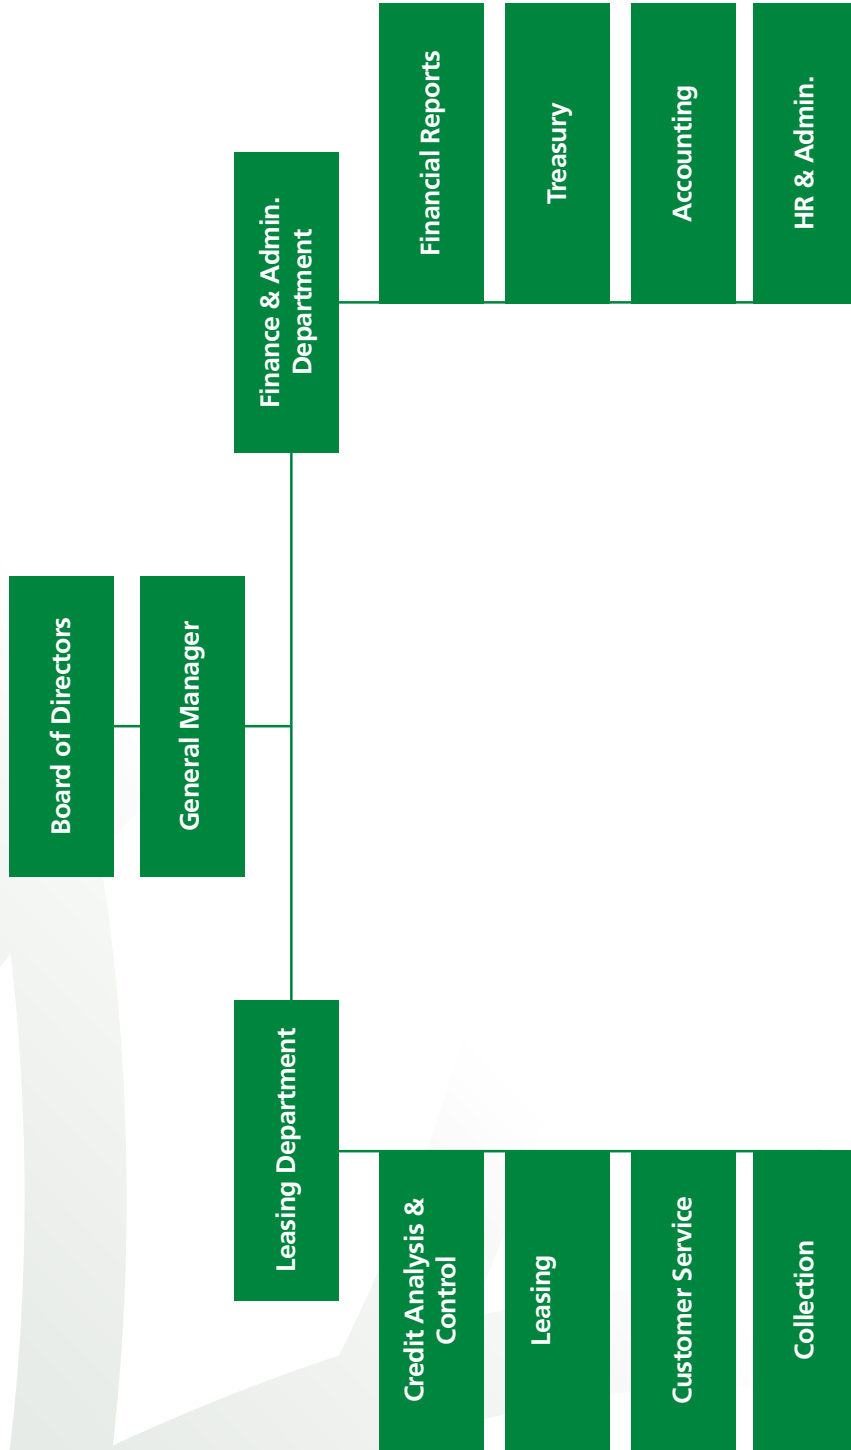 Board of Directors
General Manager
Leasing Department
Finance & Admin.
Department
Credit Analysis &
Control
Leasing
Customer Service
Collection
Financial Reports
Treasury
Accounting
HR & Admin.